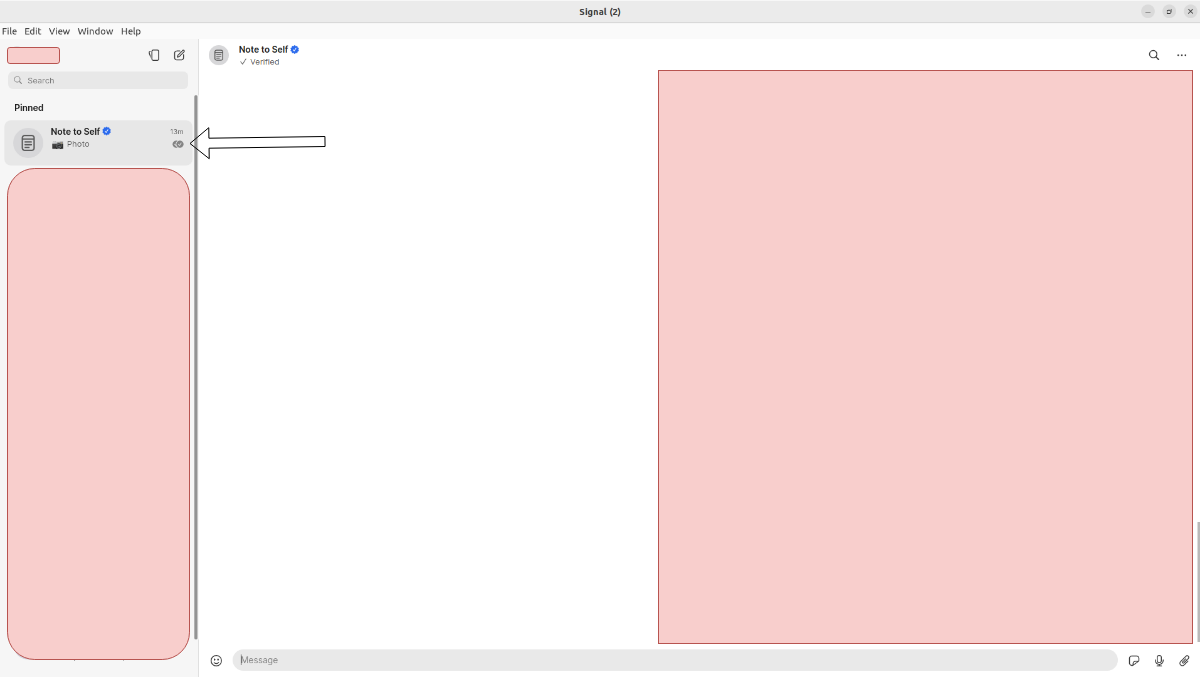 Signal (2)
File Edit View Window Help
Note to Self
Verified
Search
Pinned
Note to Self 13m
Photo
Message